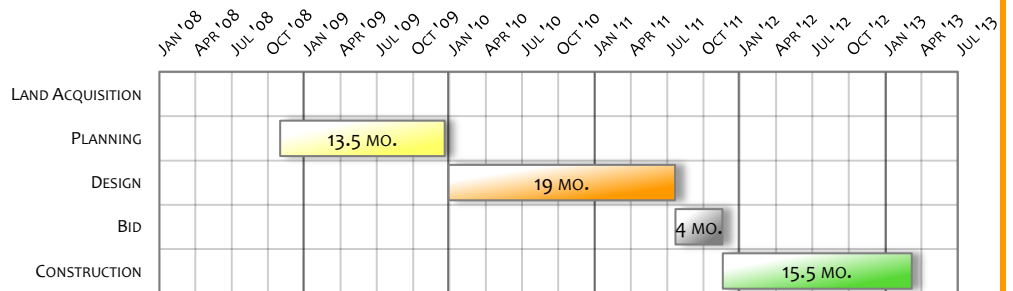 JAN '08 APR '08 JUL '08 OCT '08 JAN '09 APR '09 JUL '09 OCT '09 JAN '10 APR '10 JUL '10 OCT '10 JAN '11 APR '11 JUL '11 OCT '11 JAN '12 APR '12 JUL '12 OCT '12 JAN '13 APR '13 JUL '13
LAND ACQUISITION
PLANNING 13.5 MO.
DESIGN 19 MO.
BID 4 MO.
CONSTRUCTION 15.5 MO.